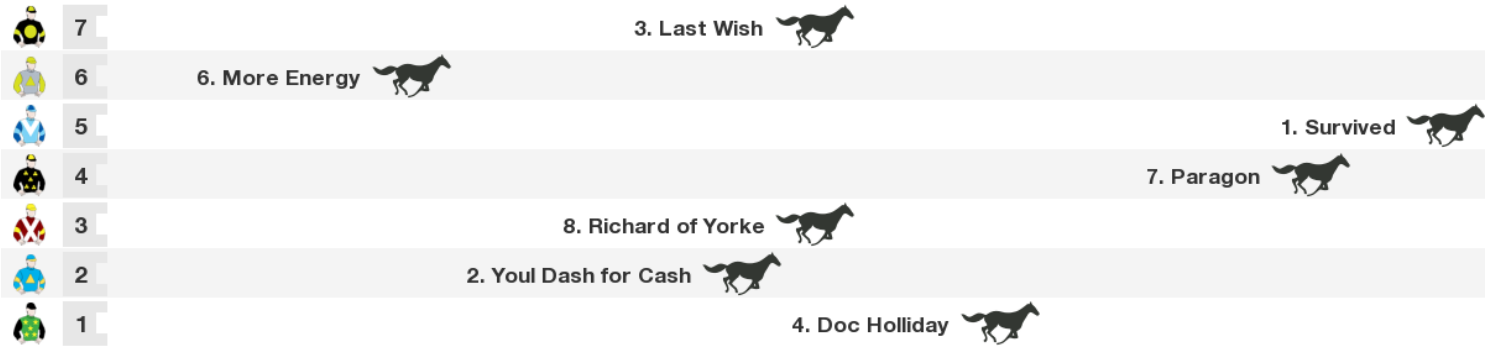 7 3. Last Wish
6 6. More Energy
5 1. Survived
4 7. Paragon
3 8. Richard of Yorke
2 2. Youl Dash for Cash
1 4. Doc Holliday